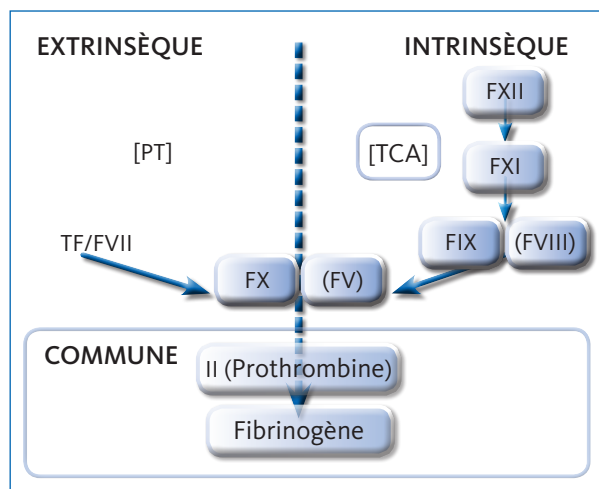 EXTRINSÈQUE
INTRINSÈQUE
FXII
[PT]
[TCA]
FXI
TF/FVII
FIX
(FVIII)
FX
(FV)
COMMUNE
II (Prothrombine)
Fibrinogène